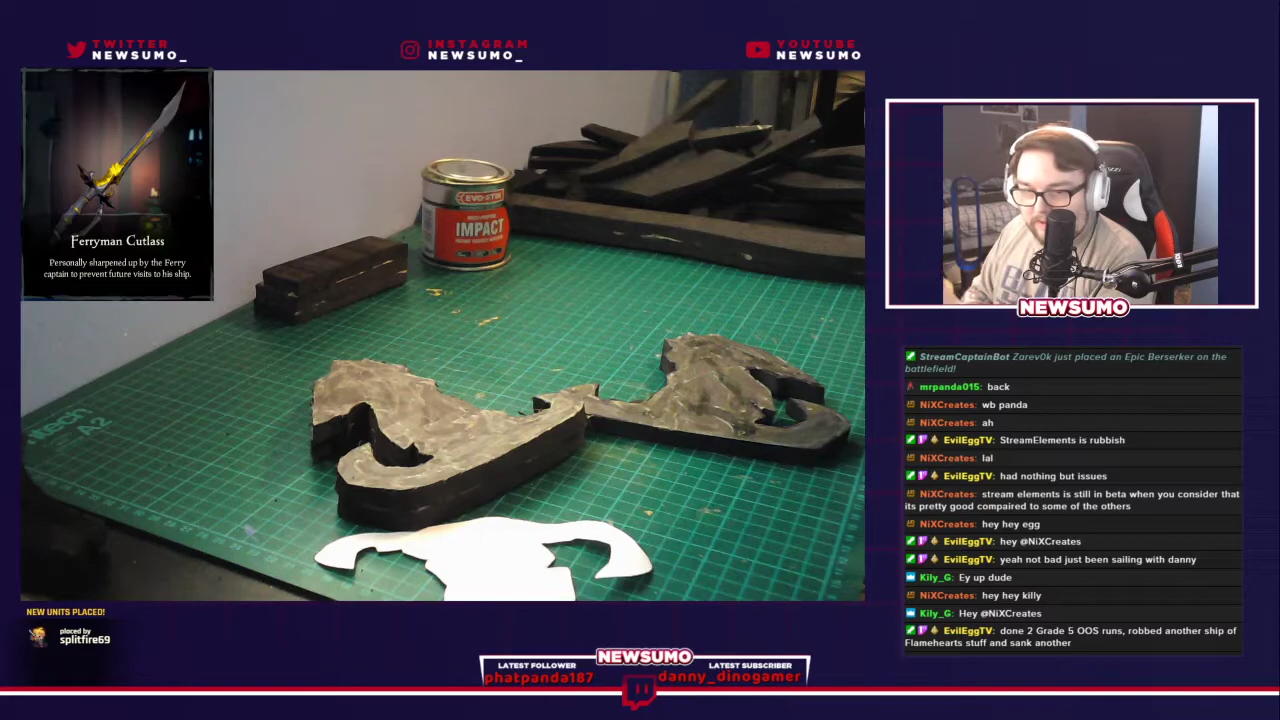 TWITTER
NEWSUMO_
INSTAGRAM
NEWSUMO_
YOUTUBE
NEWSUMO
Ferryman Cutlass
Personally sharpened up by the Ferry
captain to prevent future visits to his ship.
EVO-STIK
IMPACT
A2
NEWSUMO
StreamCaptainBot Zarev0k just placed an Epic Berserker on the
battlefield!
mrpanda015: back
NiXCreates: wb panda
NiXCreates: ah
EvilEggTV: StreamElements is rubbish
NiXCreates: lal
EvilEggTV: had nothing but issues
NiXCreates: stream elements is still in beta when you consider that
its pretty good compaired to some of the others
NiXCreates: hey hey egg
EvilEggTV: hey @NiXCreates
EvilEggTV: yeah not bad just been sailing with danny
Kily_G: Ey up dude
NiXCreates: hey hey killy
Kily_G: Hey @NiXCreates
EvilEggTV: done 2 Grade 5 OOS runs, robbed another ship of
Flamehearts stuff and sank another
NEW UNITS PLACED!
placed by
splitfire69
NEWSUMO
LATEST FOLLOWER
phatpanda187
LATEST SUBSCRIBER
danny_dinogamer